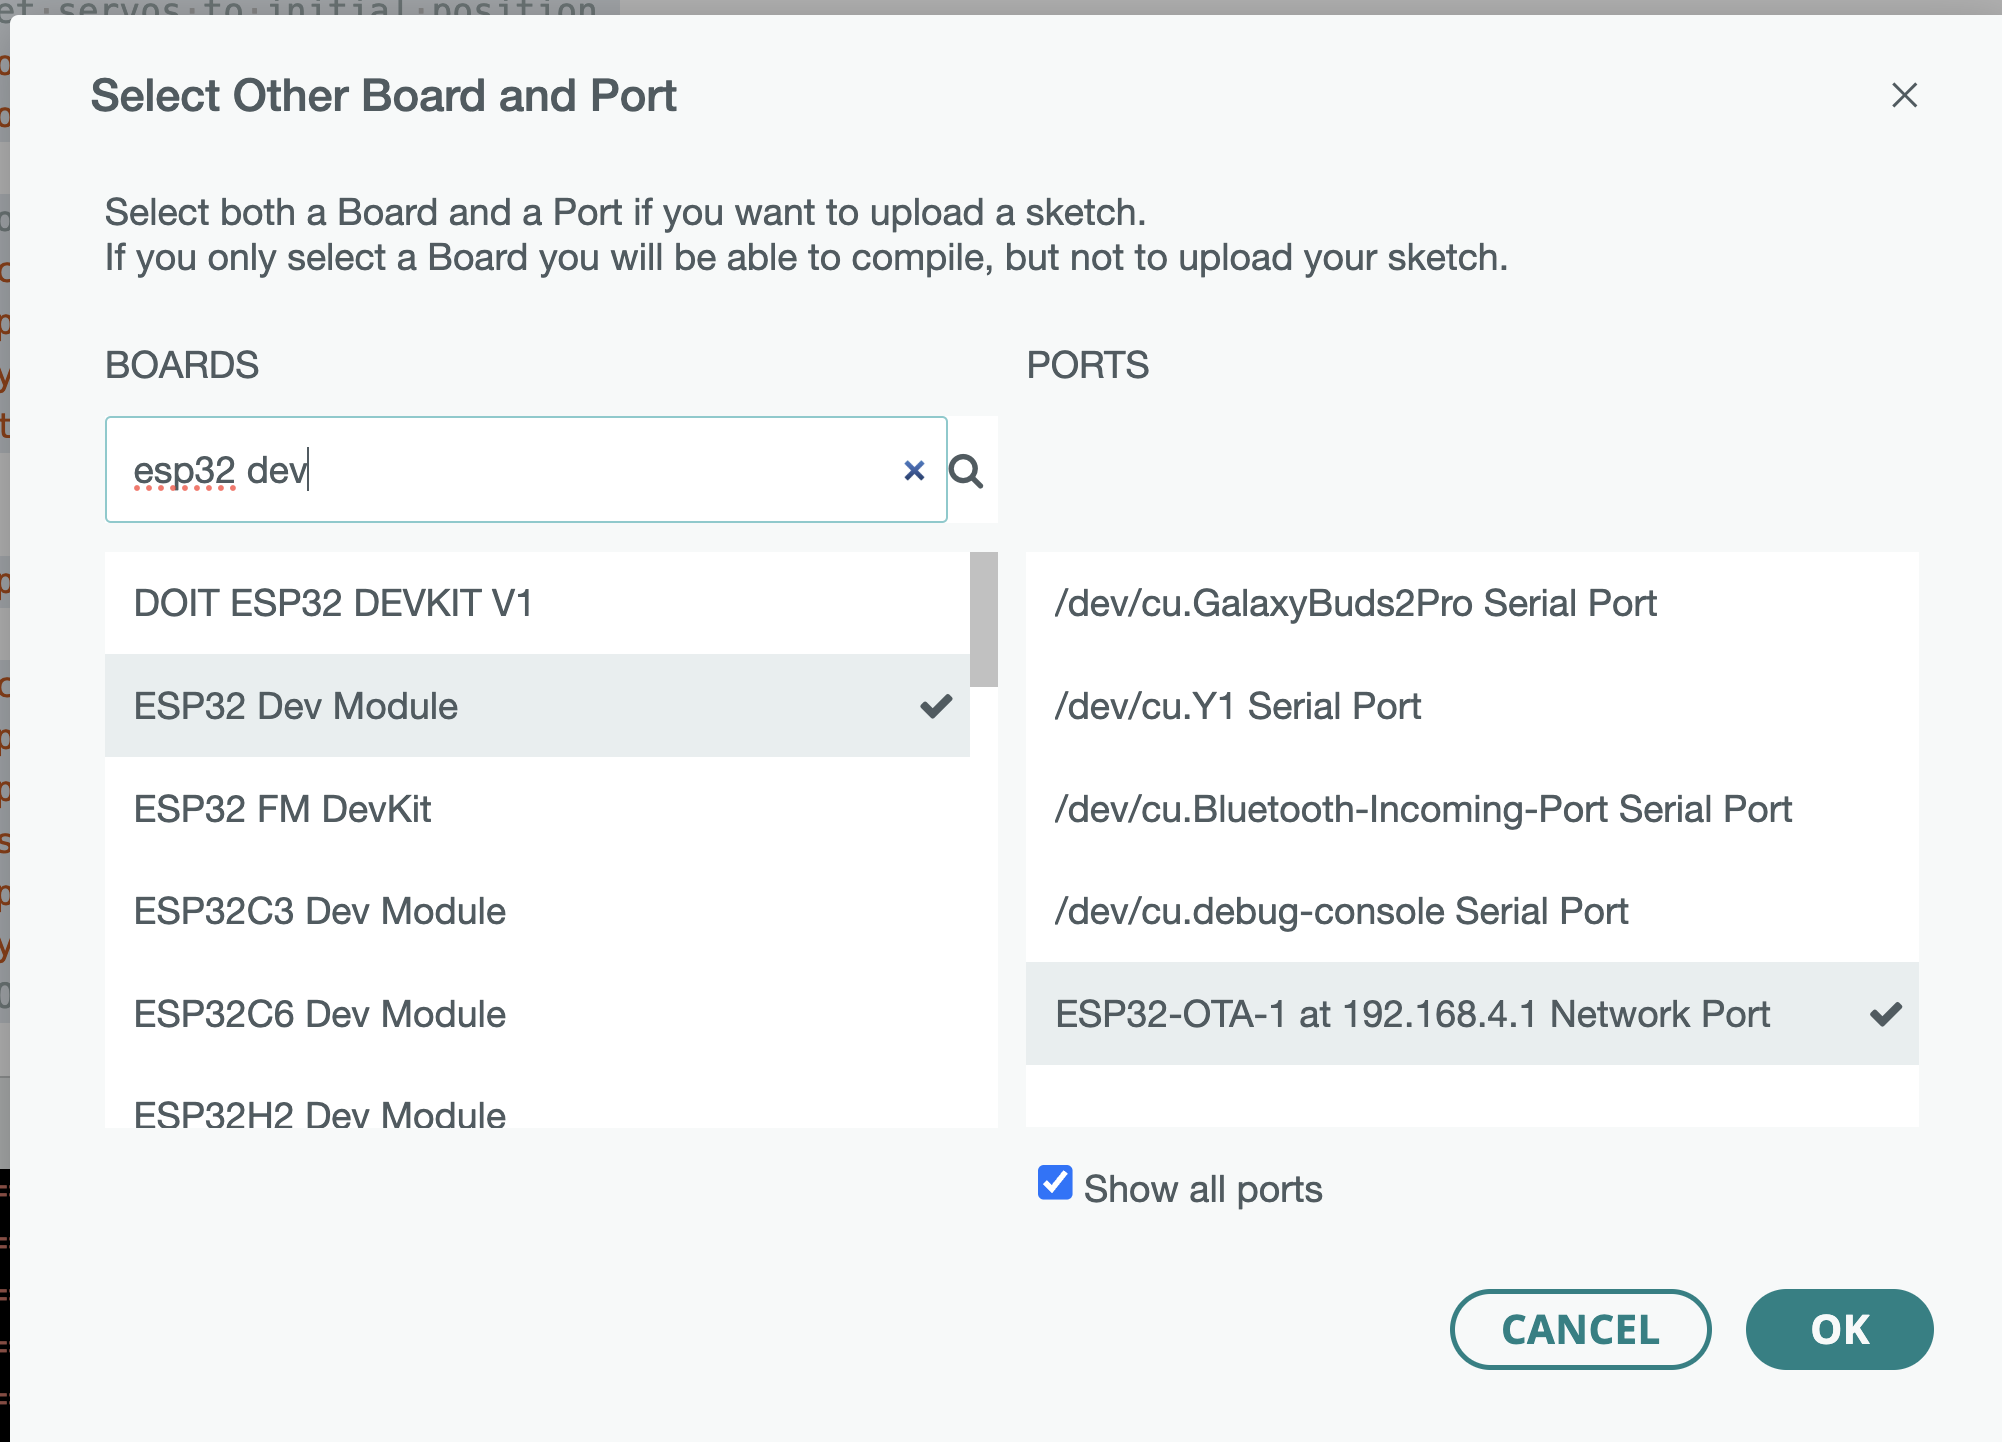 et servos to initial position
Select Other Board and Port
Select both a Board and a Port if you want to upload a sketch.
If you only select a Board you will be able to compile, but not to upload your sketch.
BOARDS
PORTS
esp32 dev
DOIT ESP32 DEVKIT V1
ESP32 Dev Module
ESP32 FM DevKit
ESP32C3 Dev Module
ESP32C6 Dev Module
ESP32H2 Dev Module
/dev/cu.GalaxyBuds2Pro Serial Port
/dev/cu.Y1 Serial Port
/dev/cu.Bluetooth-Incoming-Port Serial Port
/dev/cu.debug-console Serial Port
ESP32-OTA-1 at 192.168.4.1 Network Port
Show all ports
CANCEL
OK